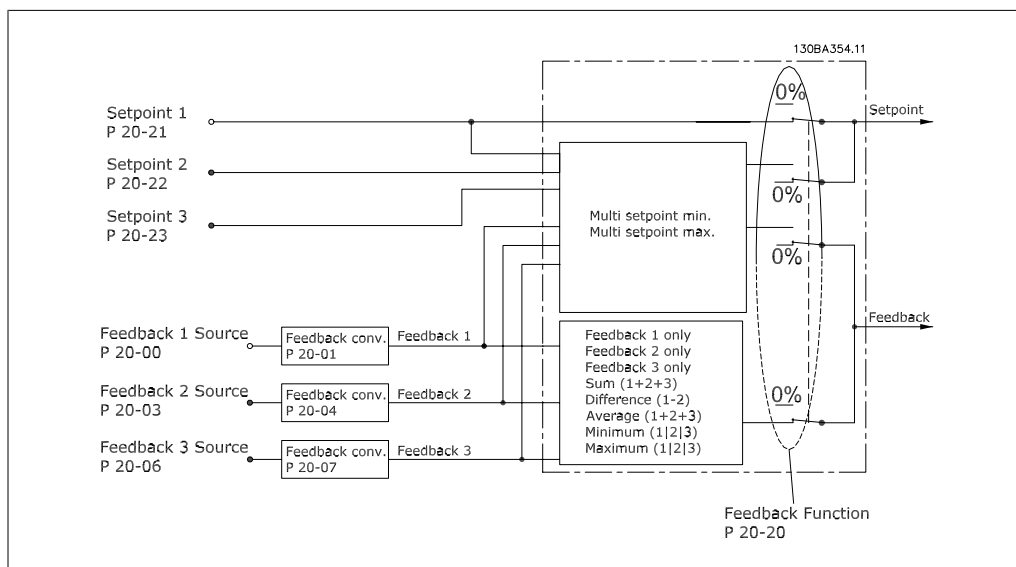 130BA354.11
0%
Setpoint 1
P 20-21
Setpoint
Setpoint 2
P 20-22
0%
Setpoint 3
P 20-23
Multi setpoint min.
Multi setpoint max.
0%
Feedback
Feedback 1 Source
P 20-00
Feedback conv.
P 20-01
Feedback 1
Feedback 2 Source
P 20-03
Feedback conv.
P 20-04
Feedback 2
Feedback 3 Source
P 20-06
Feedback conv.
P 20-07
Feedback 3
Feedback 1 only
Feedback 2 only
Feedback 3 only
Sum (1+2+3)
Difference (1-2)
Average (1+2+3)
Minimum (1|2|3)
Maximum (1|2|3)
0%
Feedback Function
P 20-20